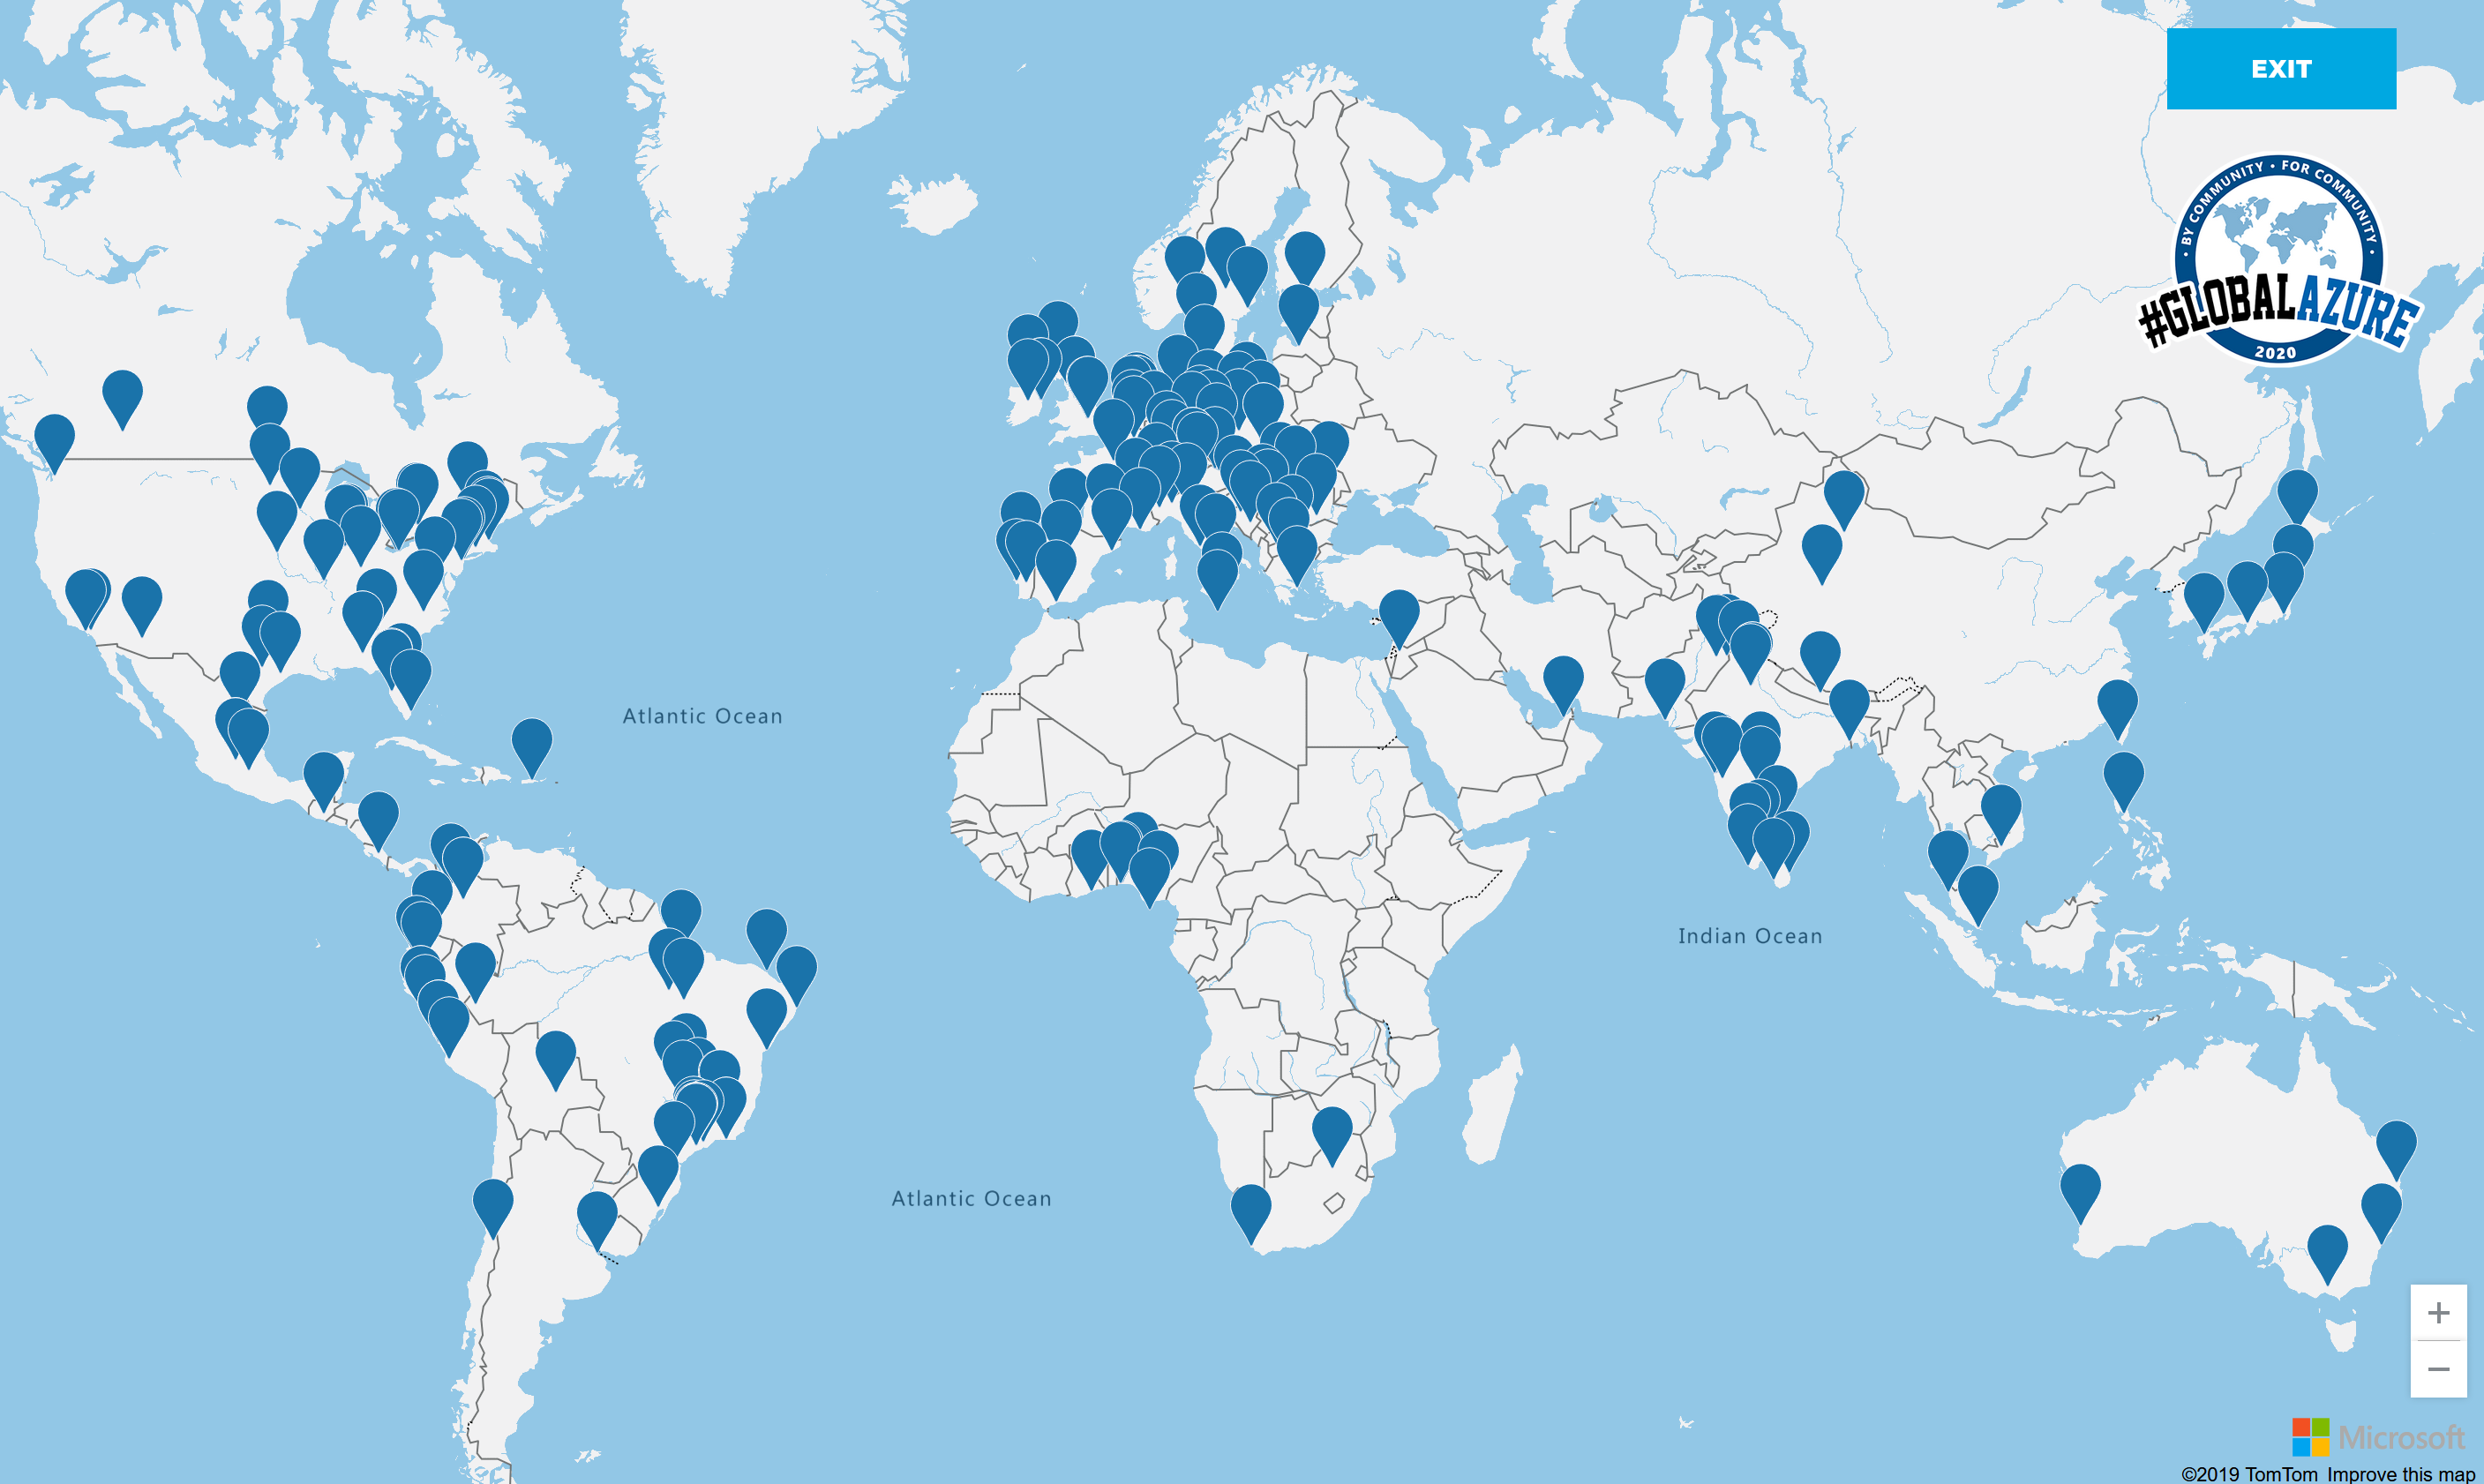 EXIT
• BY COMMUNITY • FOR COMMUNITY •
#GLOBALAZURE
2020
Atlantic Ocean
Indian Ocean
Atlantic Ocean
+
−
Microsoft
©2019 TomTom Improve this map